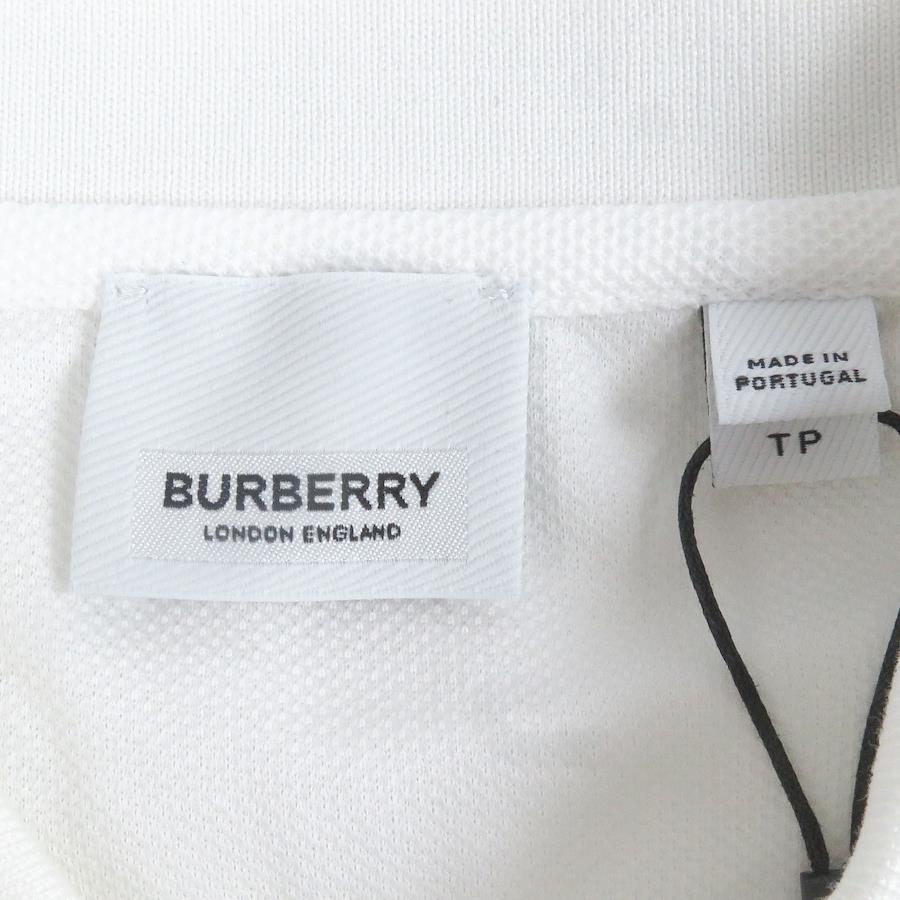 BURBERRY
LONDON ENGLAND
MADE IN
PORTUGAL
TP